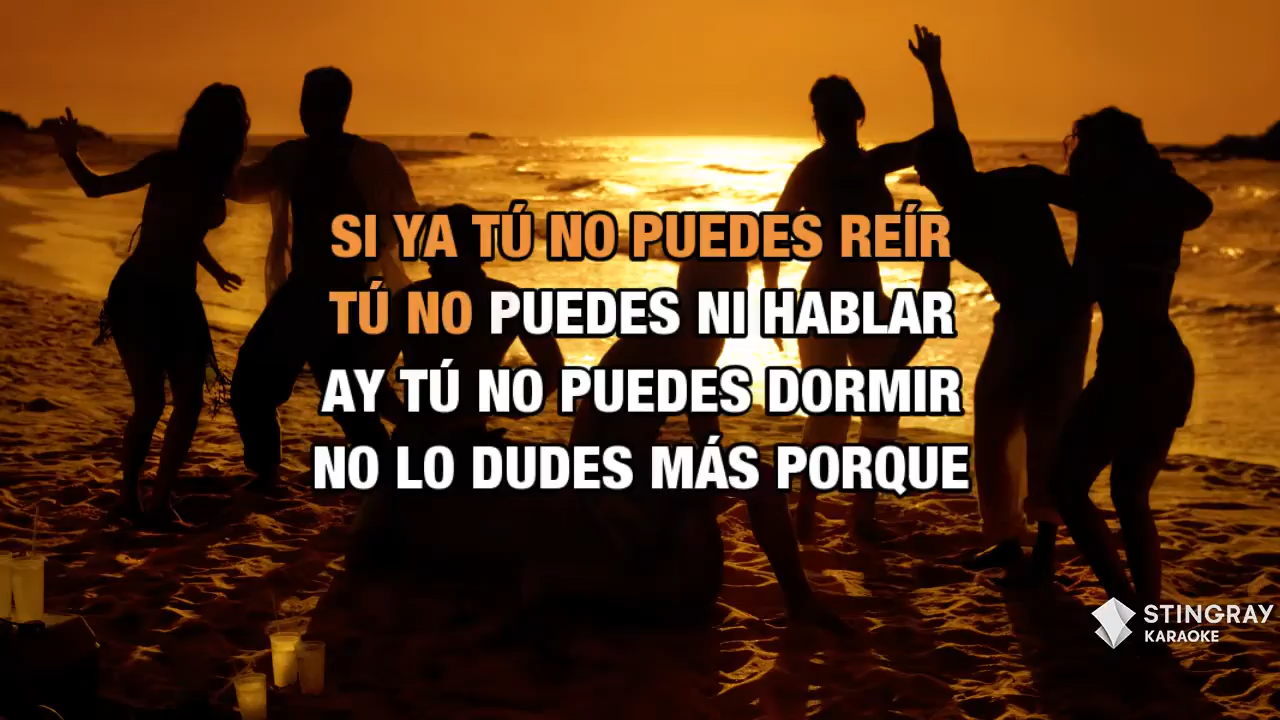 SI YA TÚ NO PUEDES REÍR
TÚ NO PUEDES NI HABLAR
AY TÚ NO PUEDES DORMIR
NO LO DUDES MÁS PORQUE
STINGRAY
KARAOKE